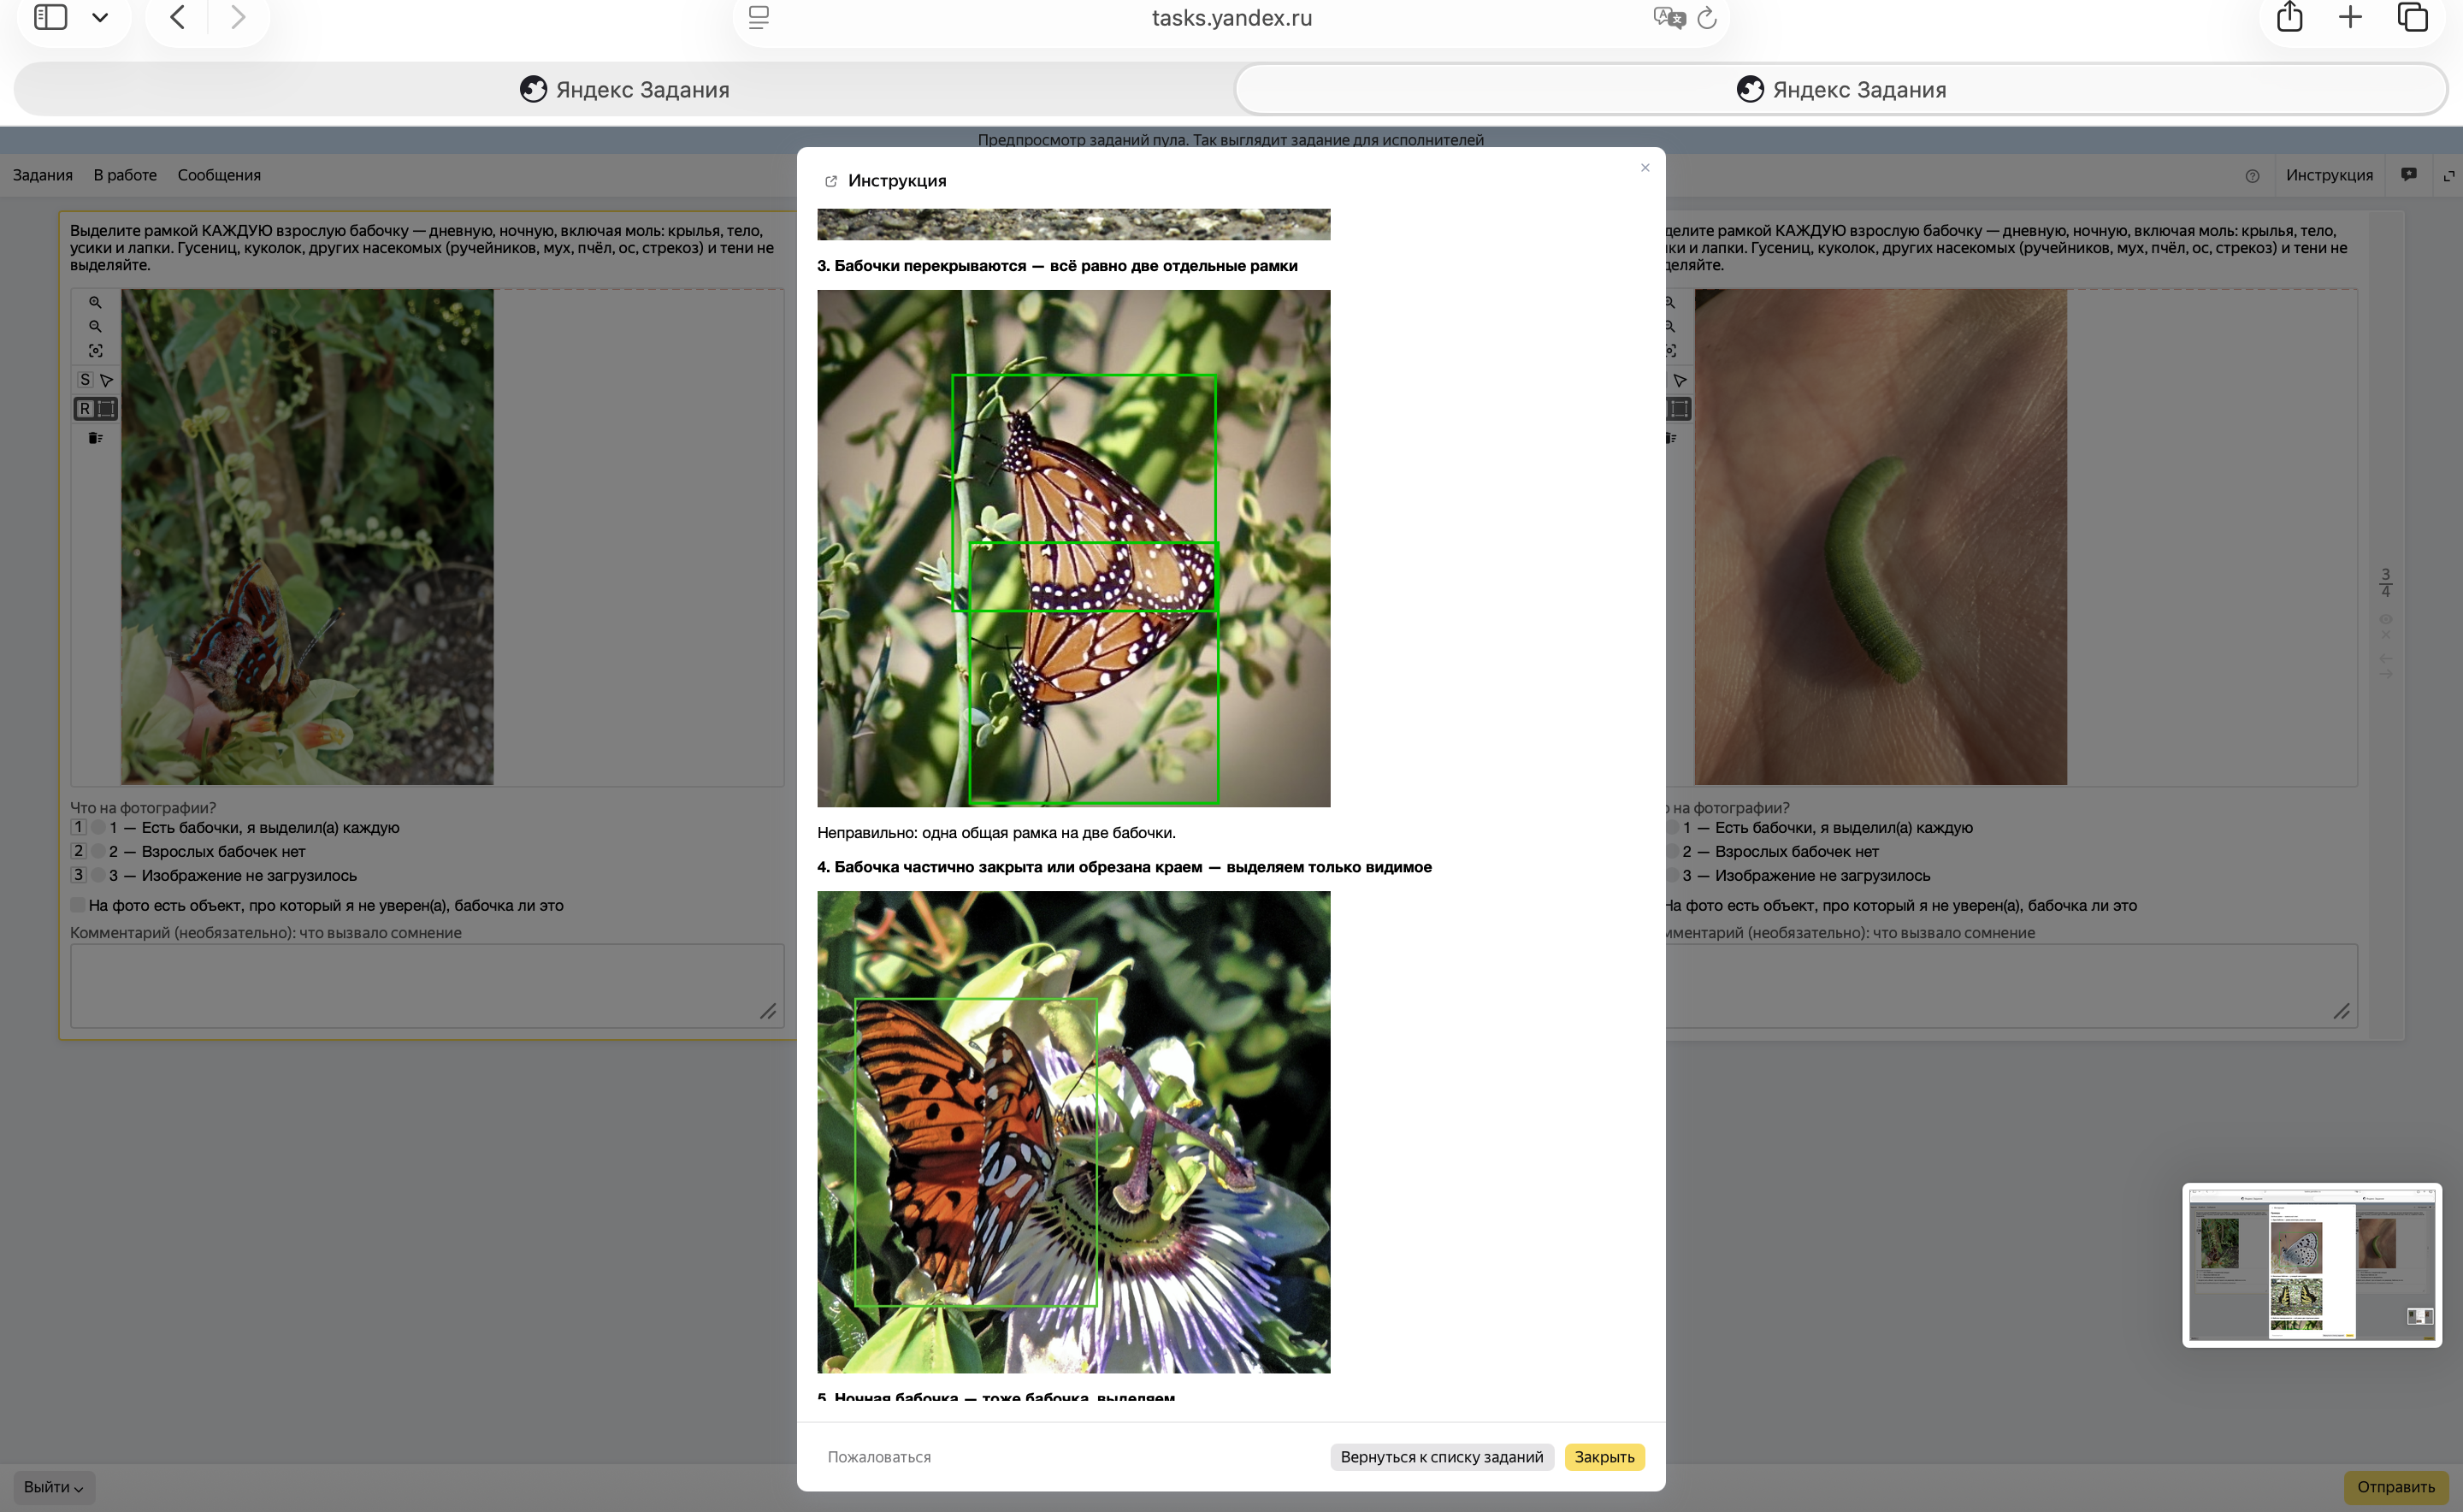 tasks.yandex.ru
Яндекс Задания
Яндекс Задания
Предпросмотр заданий пула. Так выглядит задание для исполнителей
Задания В работе Сообщения
Инструкция
Выделите рамкой КАЖДУЮ взрослую бабочку — дневную, ночную, включая моль: крылья, тело,
усики и лапки. Гусениц, куколок, других насекомых (ручейников, мух, пчёл, ос, стрекоз) и тени не
выделяйте.
S
R
Что на фотографии?
1 1 — Есть бабочки, я выделил(а) каждую
2 2 — Взрослых бабочек нет
3 3 — Изображение не загрузилось
На фото есть объект, про который я не уверен(а), бабочка ли это
Комментарий (необязательно): что вызвало сомнение
Инструкция
3. Бабочки перекрываются — всё равно две отдельные рамки
Неправильно: одна общая рамка на две бабочки.
4. Бабочка частично закрыта или обрезана краем — выделяем только видимое
5. Ночная бабочка — тоже бабочка, выделяем
Пожаловаться
Вернуться к списку заданий
Закрыть
делите рамкой КАЖДУЮ взрослую бабочку — дневную, ночную, включая моль: крылья, тело,
ики и лапки. Гусениц, куколок, других насекомых (ручейников, мух, пчёл, ос, стрекоз) и тени не
деляйте.
3
4
о на фотографии?
1 — Есть бабочки, я выделил(а) каждую
2 — Взрослых бабочек нет
3 — Изображение не загрузилось
На фото есть объект, про который я не уверен(а), бабочка ли это
мментарий (необязательно): что вызвало сомнение
Выйти
Отправить